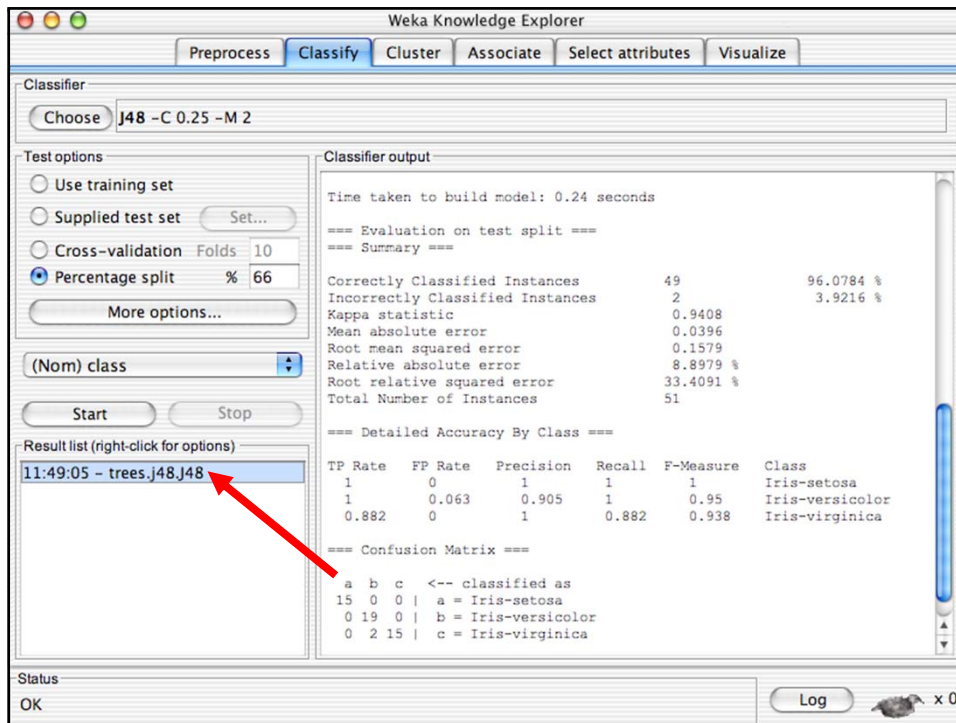 Weka Knowledge Explorer
Preprocess Classify Cluster Associate Select attributes Visualize
Classifier
Choose J48 -C 0.25 -M 2
Test options
Use training set
Supplied test set Set...
Cross-validation Folds 10
Percentage split % 66
More options...
(Nom) class
Start Stop
Result list (right-click for options)
11:49:05 - trees.j48.J48
Classifier output
Time taken to build model: 0.24 seconds
=== Evaluation on test split ===
=== Summary ===
Correctly Classified Instances 49 96.0784 %
Incorrectly Classified Instances 2 3.9216 %
Kappa statistic 0.9408
Mean absolute error 0.0396
Root mean squared error 0.1579
Relative absolute error 8.8979 %
Root relative squared error 33.4091 %
Total Number of Instances 51
=== Detailed Accuracy By Class ===
TP Rate FP Rate Precision Recall F-Measure Class
1 0 1 1 1 Iris-setosa
1 0.063 0.905 1 0.95 Iris-versicolor
0.882 0 1 0.882 0.938 Iris-virginica
=== Confusion Matrix ===
a b c <-- classified as
15 0 0 | a = Iris-setosa
0 19 0 | b = Iris-versicolor
0 2 15 | c = Iris-virginica
Status
OK
Log x 0